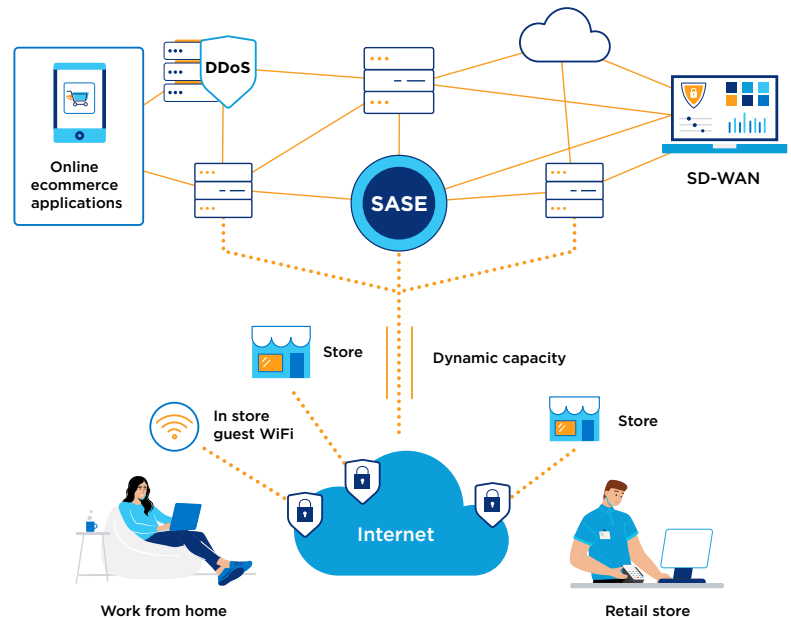 DDoS
Online
ecommerce
applications
SASE
SD-WAN
Store
Dynamic capacity
In store
guest WiFi
Store
Internet
Work from home
Retail store